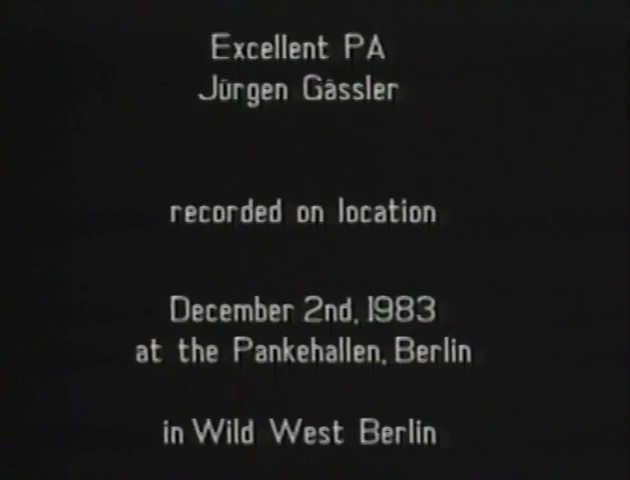 Excellent PA
Jürgen Gässler
recorded on location
December 2nd, 1983
at the Pankehallen, Berlin
in Wild West Berlin